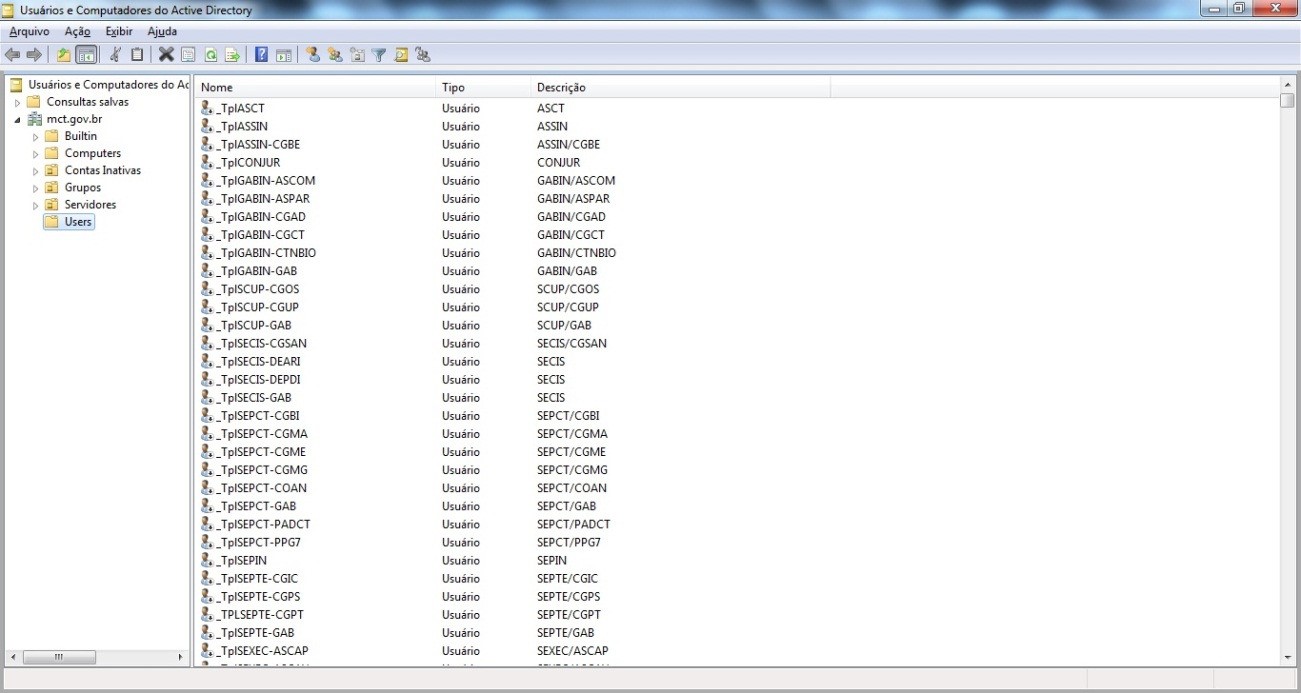 Usuários e Computadores do Active Directory
Arquivo Ação Exibir Ajuda
Usuários e Computadores do Ac
Consultas salvas
mct.gov.br
Builtin
Computers
Contas Inativas
Grupos
Servidores
Users
Nome Tipo Descrição
_TplASCT Usuário ASCT
_TplASSIN Usuário ASSIN
_TplASSIN-CGBE Usuário ASSIN/CGBE
_TplCONJUR Usuário CONJUR
_TplGABIN-ASCOM Usuário GABIN/ASCOM
_TplGABIN-ASPAR Usuário GABIN/ASPAR
_TplGABIN-CGAD Usuário GABIN/CGAD
_TplGABIN-CGCT Usuário GABIN/CGCT
_TplGABIN-CTNBIO Usuário GABIN/CTNBIO
_TplGABIN-GAB Usuário GABIN/GAB
_TplSCUP-CGOS Usuário SCUP/CGOS
_TplSCUP-CGUP Usuário SCUP/CGUP
_TplSCUP-GAB Usuário SCUP/GAB
_TplSECIS-CGSAN Usuário SECIS/CGSAN
_TplSECIS-DEARI Usuário SECIS
_TplSECIS-DEPDI Usuário SECIS
_TplSECIS-GAB Usuário SECIS
_TplSEPCT-CGBI Usuário SEPCT/CGBI
_TplSEPCT-CGMA Usuário SEPCT/CGMA
_TplSEPCT-CGME Usuário SEPCT/CGME
_TplSEPCT-CGMG Usuário SEPCT/CGMG
_TplSEPCT-COAN Usuário SEPCT/COAN
_TplSEPCT-GAB Usuário SEPCT/GAB
_TplSEPCT-PADCT Usuário SEPCT/PADCT
_TplSEPCT-PPG7 Usuário SEPCT/PPG7
_TplSEPIN Usuário SEPIN
_TplSEPTE-CGIC Usuário SEPTE/CGIC
_TplSEPTE-CGPS Usuário SEPTE/CGPS
_TPLSEPTE-CGPT Usuário SEPTE/CGPT
_TplSEPTE-GAB Usuário SEPTE/GAB
_TplSEXEC-ASCAP Usuário SEXEC/ASCAP